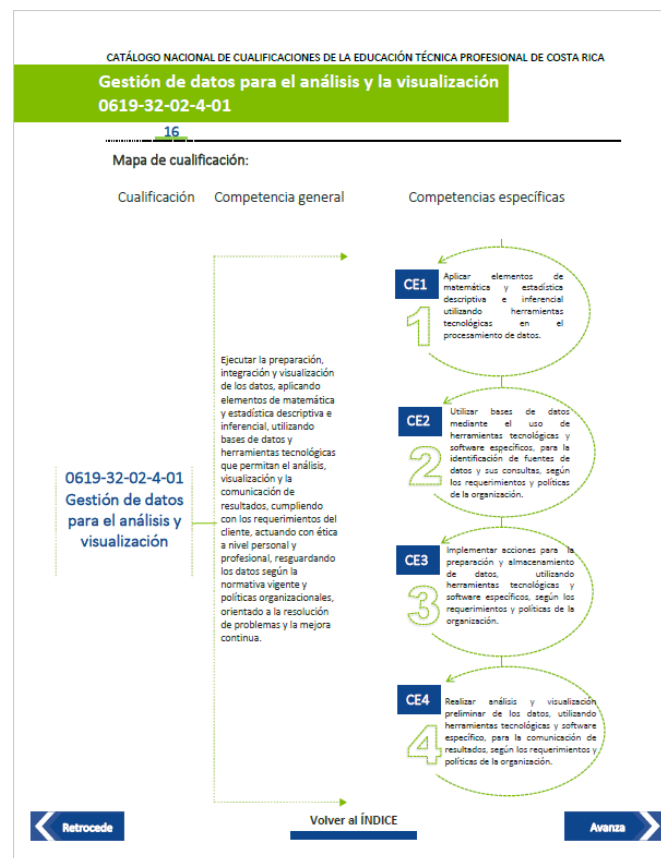 CATÁLOGO NACIONAL DE CUALIFICACIONES DE LA EDUCACIÓN TÉCNICA PROFESIONAL DE COSTA RICA
Gestión de datos para el análisis y la visualización
0619-32-02-4-01
16
Mapa de cualificación:
Cualificación Competencia general Competencias específicas
0619-32-02-4-01
Gestión de datos
para el análisis y
visualización
Ejecutar la preparación,
integración y visualización
de los datos, aplicando
elementos de matemática
y estadística descriptiva e
inferencial, utilizando
bases de datos y
herramientas tecnológicas
que permitan el análisis,
visualización y la
comunicación de
resultados, cumpliendo
con los requerimientos del
cliente, actuando con ética
a nivel personal y
profesional, resguardando
los datos según la
normativa vigente y
políticas organizacionales,
orientado a la resolución
de problemas y la mejora
continua.
CE1
1
Aplicar elementos de
matemática y estadística
descriptiva e inferencial
utilizando herramientas
tecnológicas en el
procesamiento de datos.
CE2
2
Utilizar bases de datos
mediante el uso de
herramientas tecnológicas y
software específicos, para la
identificación de fuentes de
datos y sus consultas, según
los requerimientos y políticas
de la organización.
CE3
3
Implementar acciones para la
preparación y almacenamiento
de datos, utilizando
herramientas tecnológicas y
software específicos, según los
requerimientos y políticas de la
organización.
CE4
4
Realizar análisis y visualización
preliminar de los datos, utilizando
herramientas tecnológicas y software
específico, para la comunicación de
resultados, según los requerimientos y
políticas de la organización.
Retrocede
Volver al ÍNDICE
Avanza